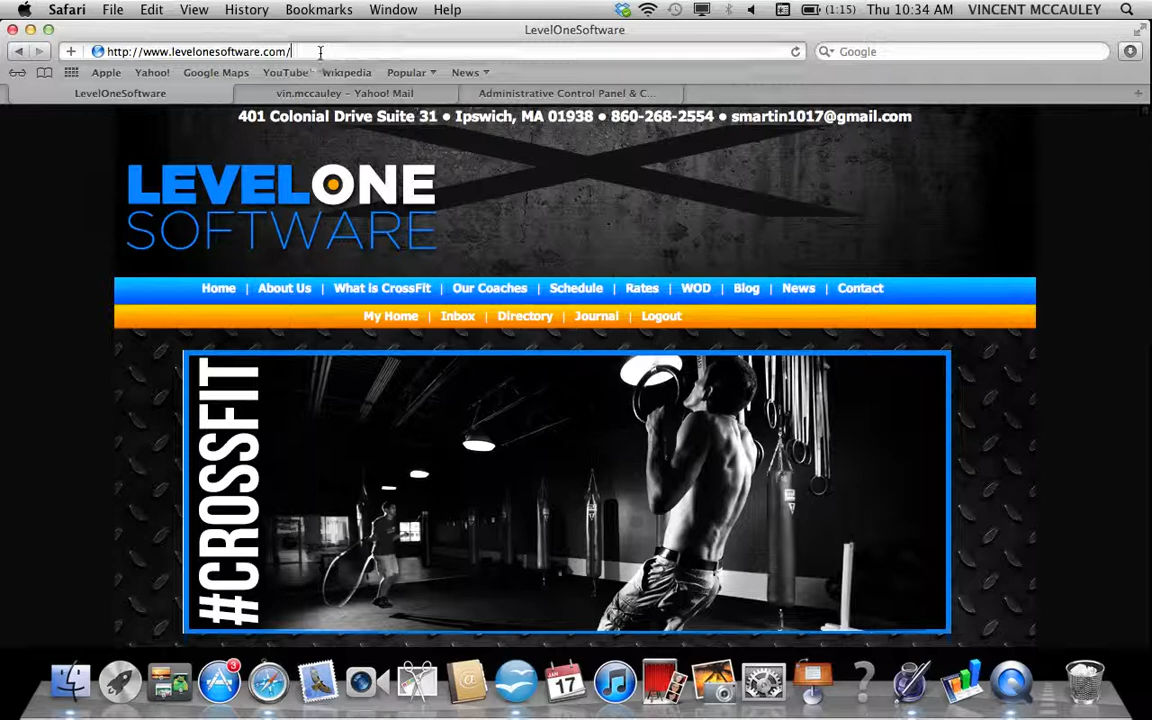 Safari File Edit View History Bookmarks Window Help (1:15) Thu 10:34 AM VINCENT MCCAULEY
LevelOneSoftware
http://www.levelonesoftware.com/ Google
Apple Yahoo! Google Maps YouTube Wikipedia Popular News
LevelOneSoftware vin.mccauley – Yahoo! Mail Administrative Control Panel & C...
401 Colonial Drive Suite 31 • Ipswich, MA 01938 • 860-268-2554 • smartin1017@gmail.com
LEVELONE
SOFTWARE
Home | About Us | What is CrossFit | Our Coaches | Schedule | Rates | WOD | Blog | News | Contact
My Home | Inbox | Directory | Journal | Logout
#CROSSFIT
3
JAN
17